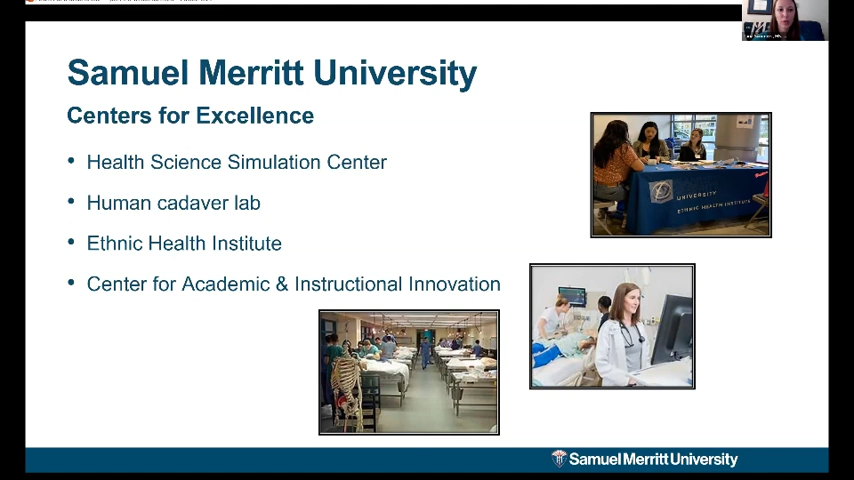 Samuel Merritt University
Centers for Excellence
• Health Science Simulation Center
• Human cadaver lab
• Ethnic Health Institute
• Center for Academic & Instructional Innovation
UNIVERSITY
ETHNIC HEALTH INSTITUTE
Samuel Merritt University